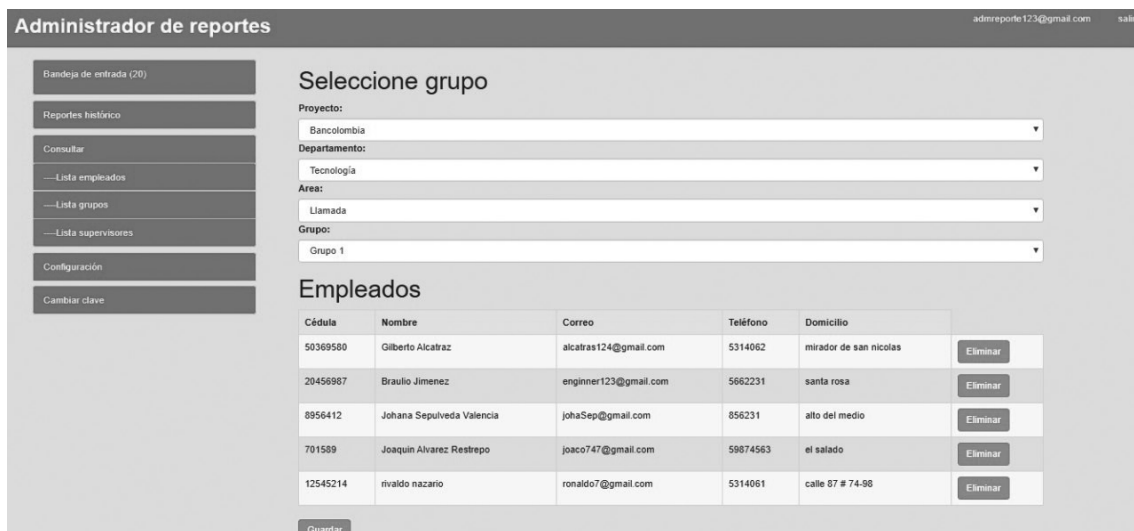 Administrador de reportes
admreporte123@gmail.com
Bandeja de entrada (20)
Reportes histórico
Consultar
----Lista empleados
----Lista grupos
----Lista supervisores
Configuración
Cambiar clave
Seleccione grupo
Proyecto:
Bancolombia
Departamento:
Tecnología
Area:
Llamada
Grupo:
Grupo 1
Empleados
Cédula Nombre Correo Teléfono Domicilio
50369580 Gilberto Alcatraz alcatras124@gmail.com 5314062 mirador de san nicolas Eliminar
20456987 Braulio Jimenez enginner123@gmail.com 5662231 santa rosa Eliminar
8956412 Johana Sepulveda Valencia johaSep@gmail.com 856231 alto del medio Eliminar
701589 Joaquin Alvarez Restrepo joaco747@gmail.com 59874563 el salado Eliminar
12545214 rivaldo nazario ronaldo7@gmail.com 5314061 calle 87 # 74-98 Eliminar
Guardar